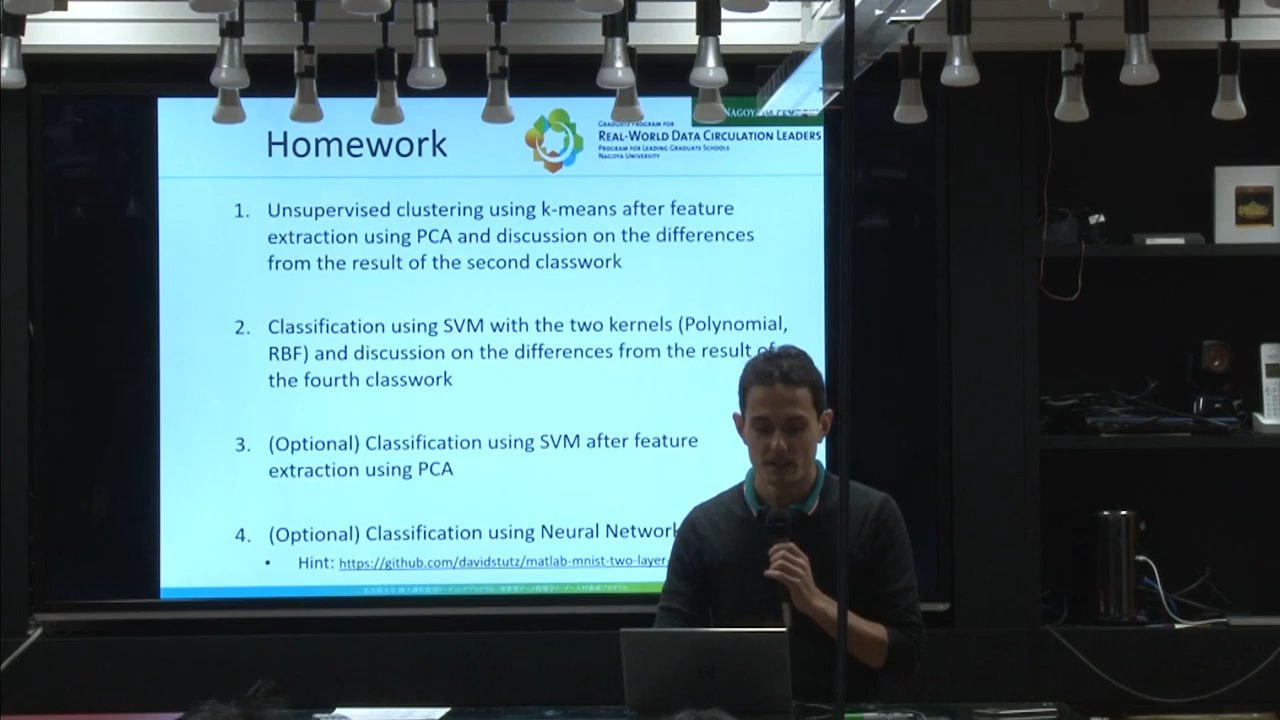 Homework
GRADUATE PROGRAM FOR
REAL-WORLD DATA CIRCULATION LEADERS
PROGRAM FOR LEADING GRADUATE SCHOOLS
NAGOYA UNIVERSITY
1. Unsupervised clustering using k-means after feature
extraction using PCA and discussion on the differences
from the result of the second classwork
2. Classification using SVM with the two kernels (Polynomial,
RBF) and discussion on the differences from the result of
the fourth classwork
3. (Optional) Classification using SVM after feature
extraction using PCA
4. (Optional) Classification using Neural Network
• Hint: https://github.com/davidstutz/matlab-mnist-two-layer-